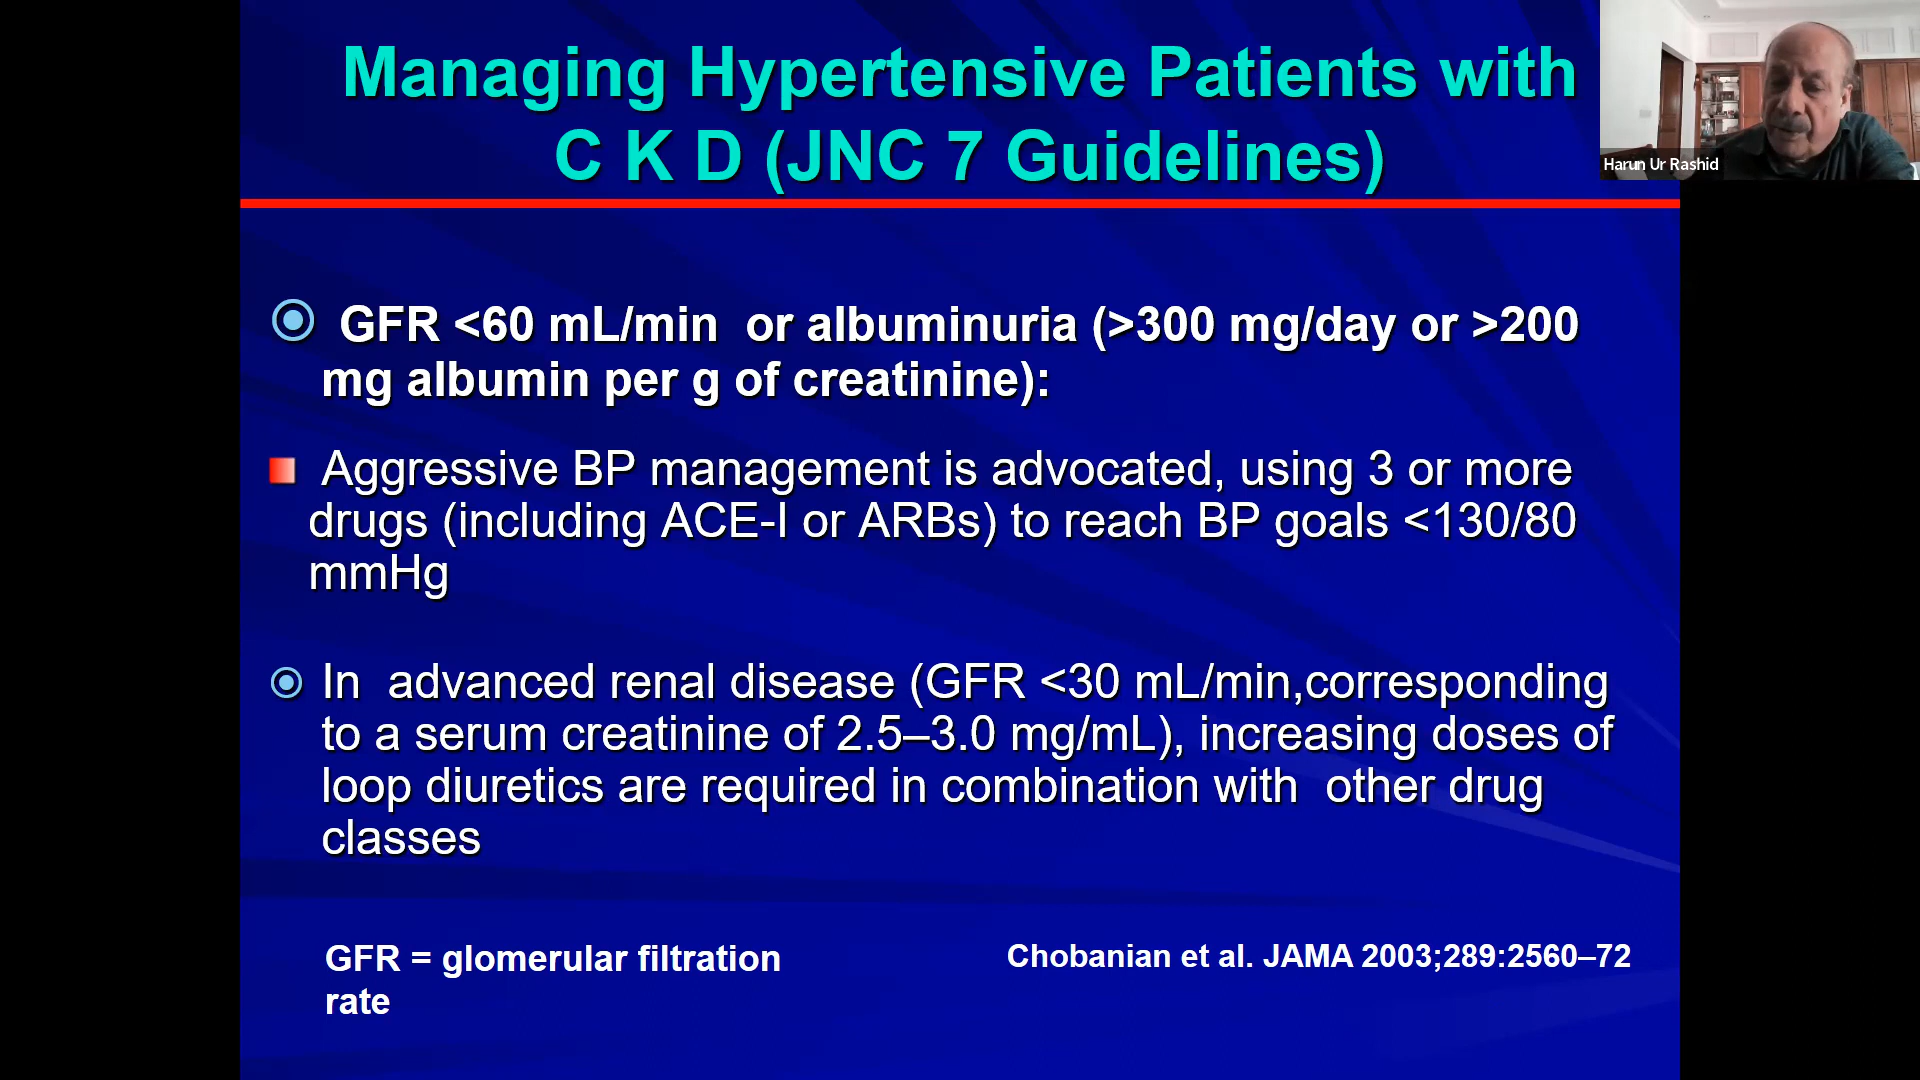 Managing Hypertensive Patients with
C K D (JNC 7 Guidelines)
Harun Ur Rashid
GFR <60 mL/min or albuminuria (>300 mg/day or >200
mg albumin per g of creatinine):
Aggressive BP management is advocated, using 3 or more
drugs (including ACE-I or ARBs) to reach BP goals <130/80
mmHg
In advanced renal disease (GFR <30 mL/min,corresponding
to a serum creatinine of 2.5–3.0 mg/mL), increasing doses of
loop diuretics are required in combination with other drug
classes
GFR = glomerular filtration
rate
Chobanian et al. JAMA 2003;289:2560–72